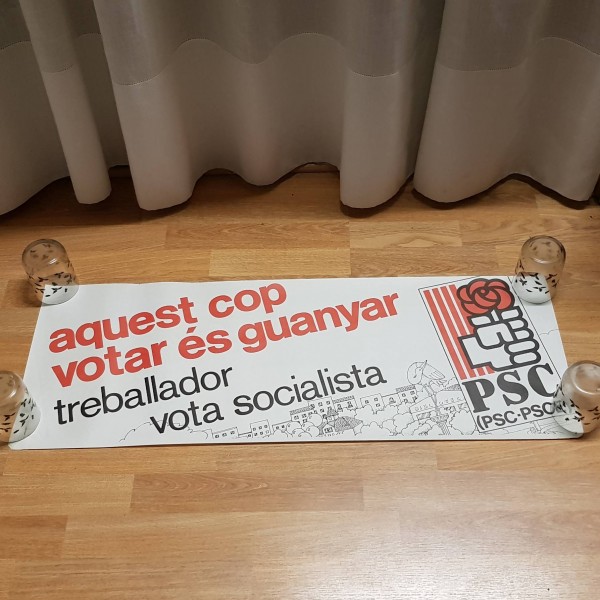 aquest cop
votar és guanyar
treballador
vota socialista
PSC
(PSC-PSOE